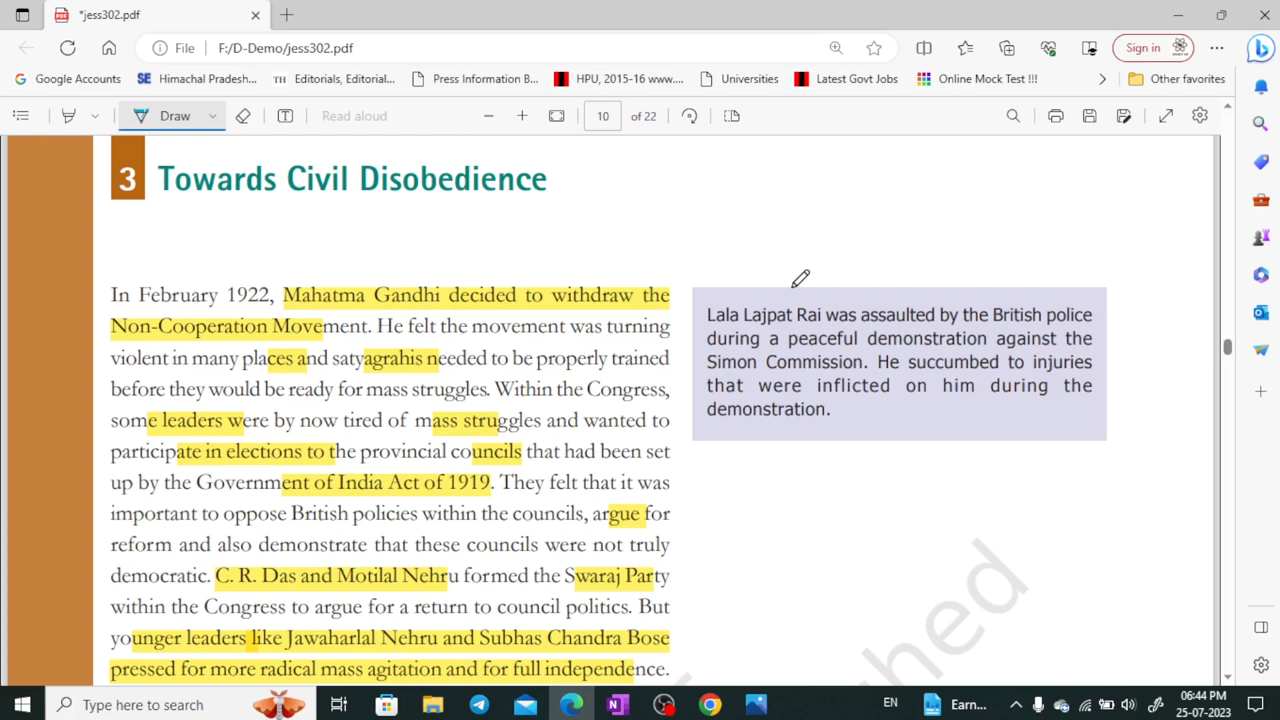 *jess302.pdf
File F:/D-Demo/jess302.pdf Sign in
Google Accounts SE Himachal Pradesh... TH Editorials, Editorial... Press Information B... HPU, 2015-16 www.... Universities Latest Govt Jobs Online Mock Test !!! Other favorites
Draw Read aloud 10 of 22
3 Towards Civil Disobedience
In February 1922, Mahatma Gandhi decided to withdraw the
Non-Cooperation Movement. He felt the movement was turning
violent in many places and satyagrahis needed to be properly trained
before they would be ready for mass struggles. Within the Congress,
some leaders were by now tired of mass struggles and wanted to
participate in elections to the provincial councils that had been set
up by the Government of India Act of 1919. They felt that it was
important to oppose British policies within the councils, argue for
reform and also demonstrate that these councils were not truly
democratic. C. R. Das and Motilal Nehru formed the Swaraj Party
within the Congress to argue for a return to council politics. But
younger leaders like Jawaharlal Nehru and Subhas Chandra Bose
pressed for more radical mass agitation and for full independence.
Lala Lajpat Rai was assaulted by the British police
during a peaceful demonstration against the
Simon Commission. He succumbed to injuries
that were inflicted on him during the
demonstration.
hed
Type here to search EN Earn... 06:44 PM
25-07-2023